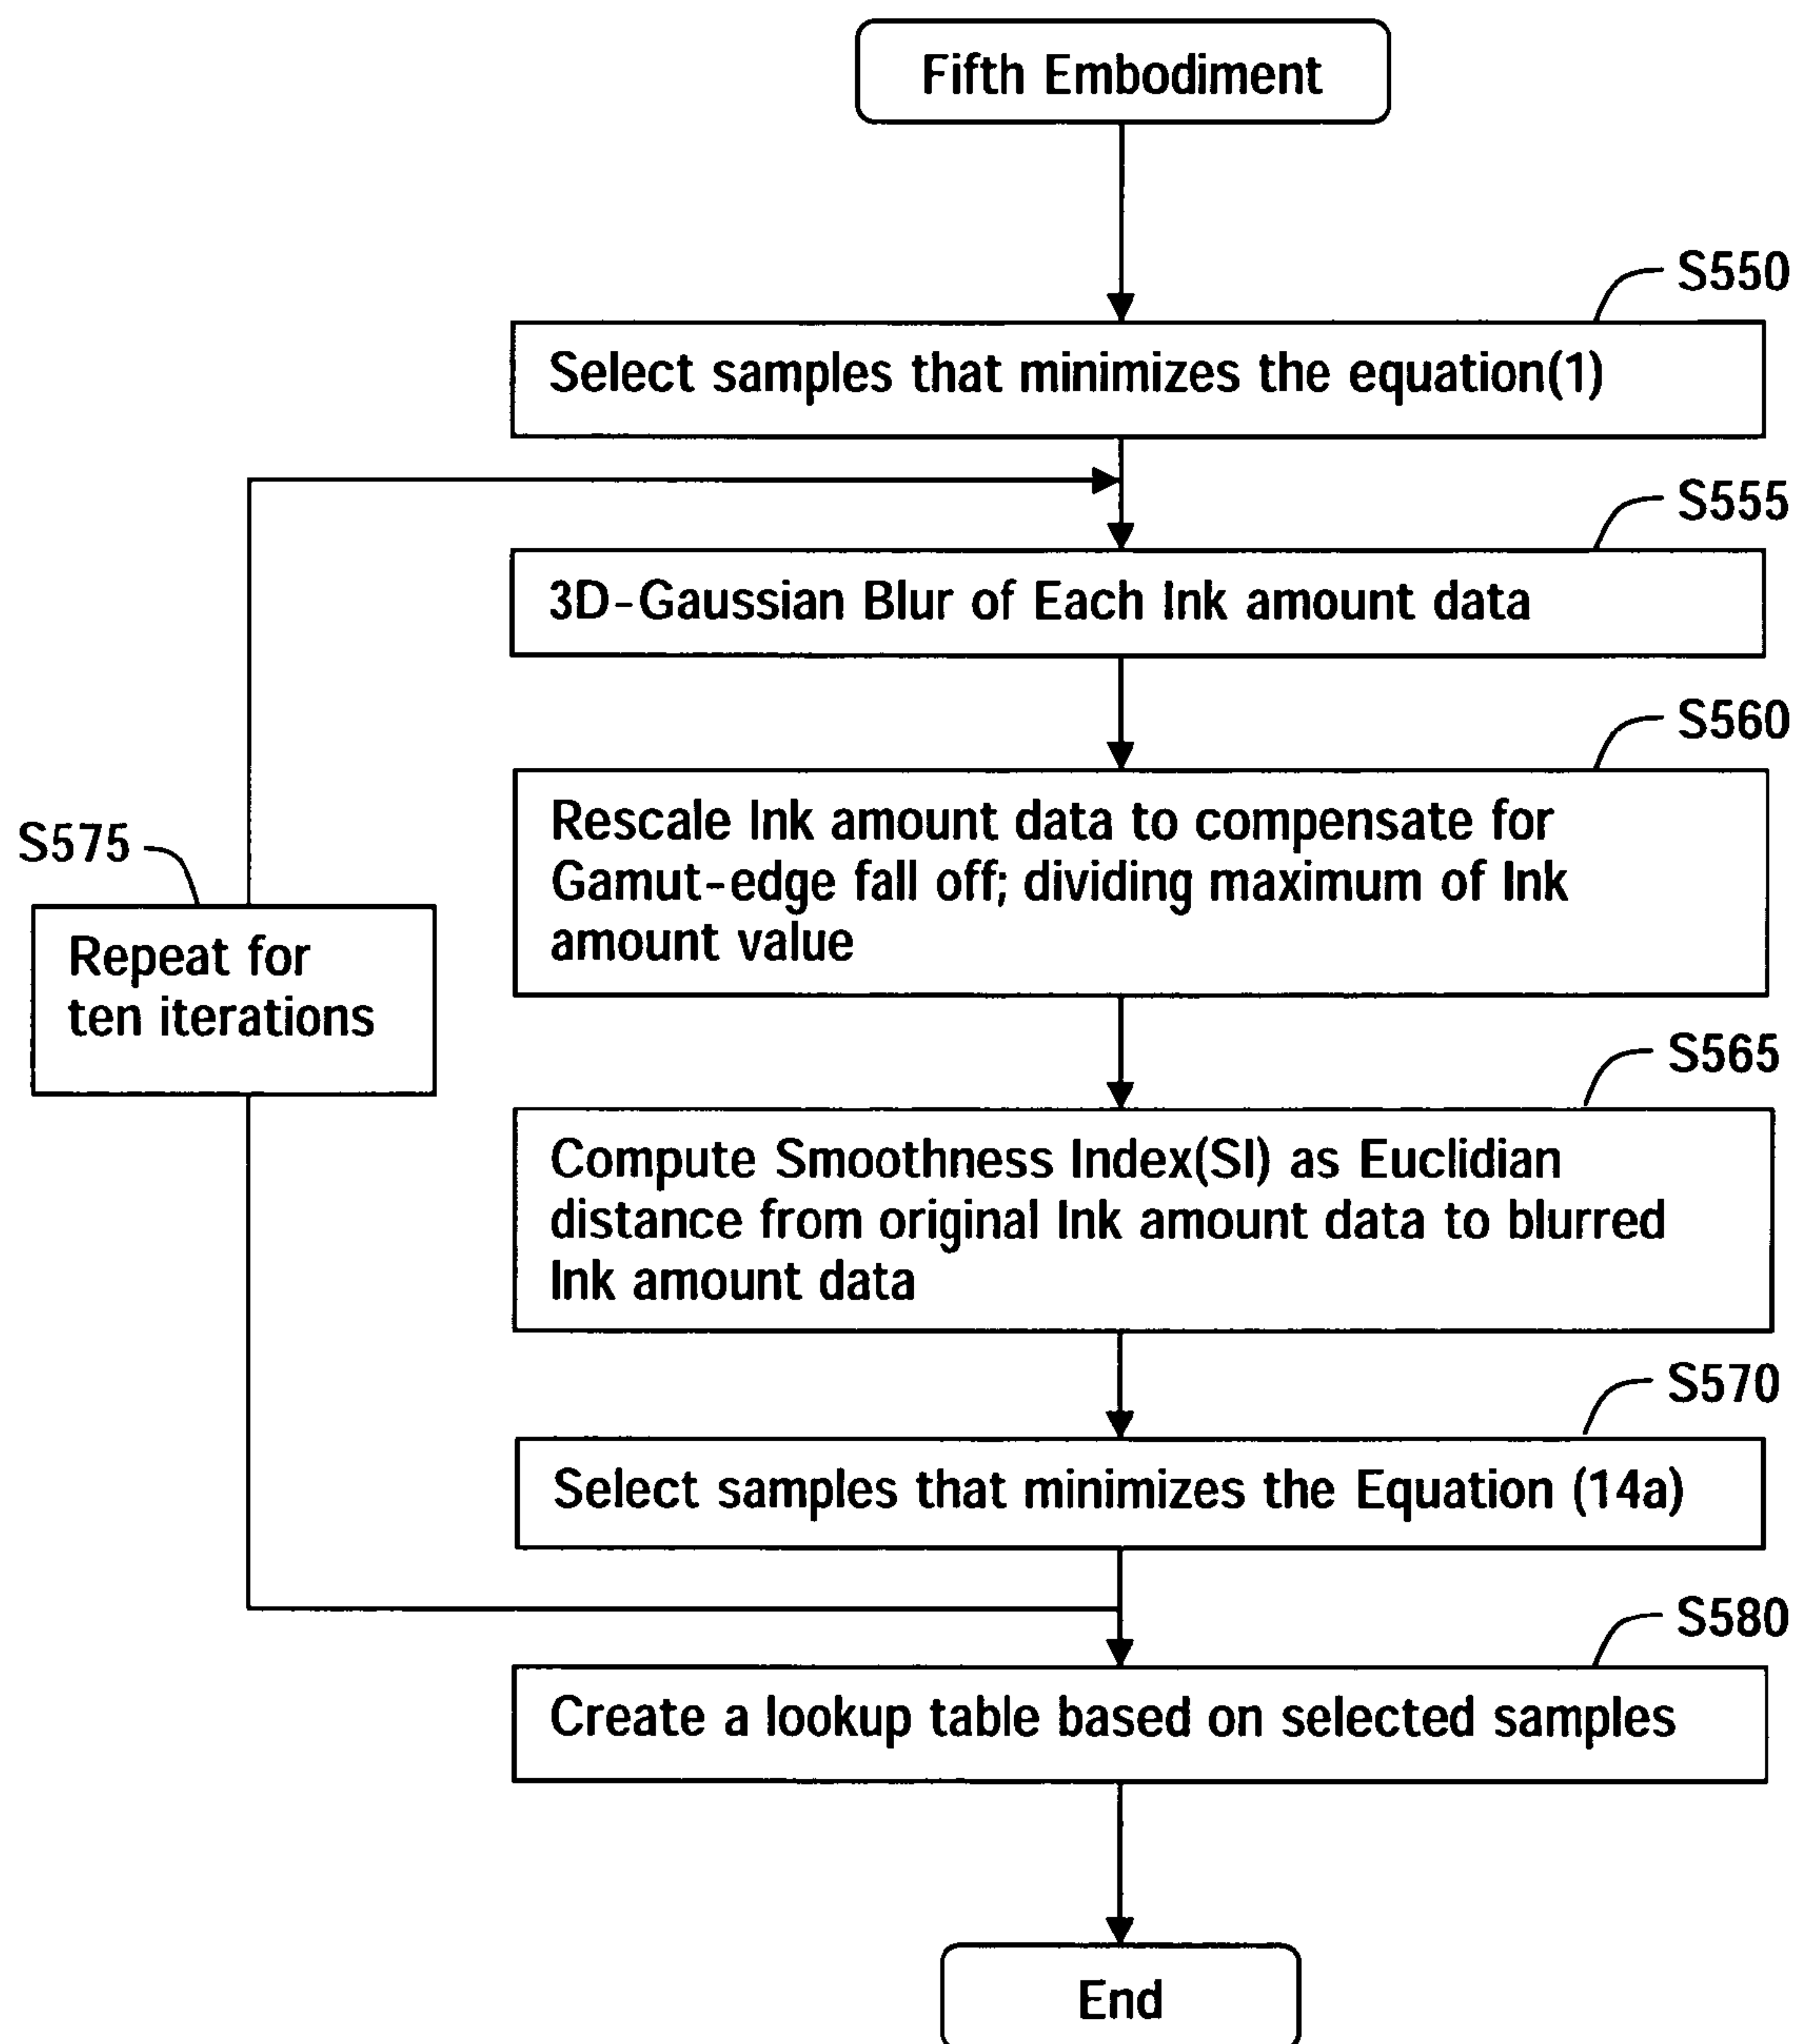 Fifth Embodiment
S550
Select samples that minimizes the equation(1)
S555
3D-Gaussian Blur of Each Ink amount data
S560
Rescale Ink amount data to compensate for
Gamut-edge fall off; dividing maximum of Ink
amount value
S575
Repeat for
ten iterations
S565
Compute Smoothness Index(SI) as Euclidian
distance from original Ink amount data to blurred
Ink amount data
S570
Select samples that minimizes the Equation (14a)
S580
Create a lookup table based on selected samples
End